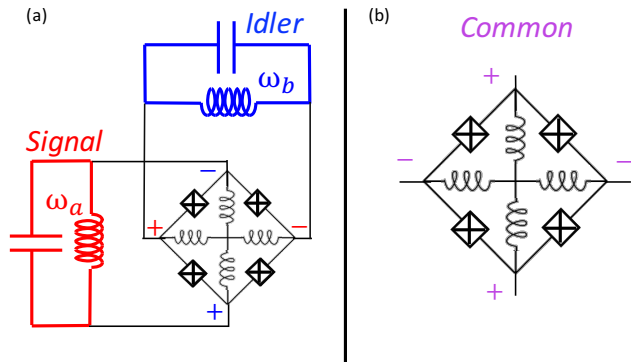 (a)
Idler
ω_b
Signal
ω_a
−
+
−
+
(b)
Common
+
−
−
+